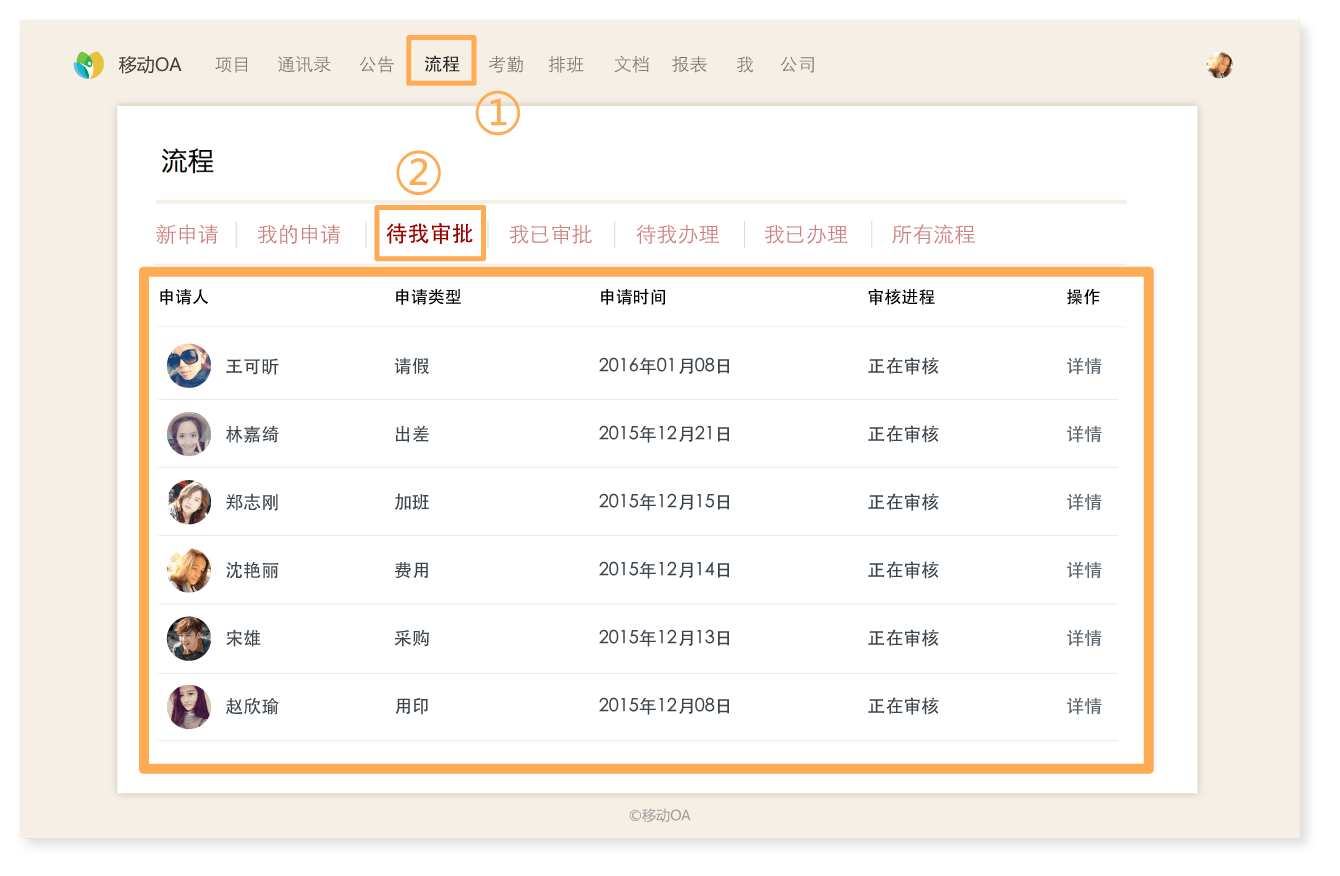 移动OA 项目 通讯录 公告 流程 考勤 排班 文档 报表 我 公司
①
流程
②
新申请 我的申请 待我审批 我已审批 待我办理 我已办理 所有流程
申请人 申请类型 申请时间 审核进程 操作
王可昕 请假 2016年01月08日 正在审核 详情
林嘉绮 出差 2015年12月21日 正在审核 详情
郑志刚 加班 2015年12月15日 正在审核 详情
沈艳丽 费用 2015年12月14日 正在审核 详情
宋雄 采购 2015年12月13日 正在审核 详情
赵欣瑜 用印 2015年12月08日 正在审核 详情
©移动OA